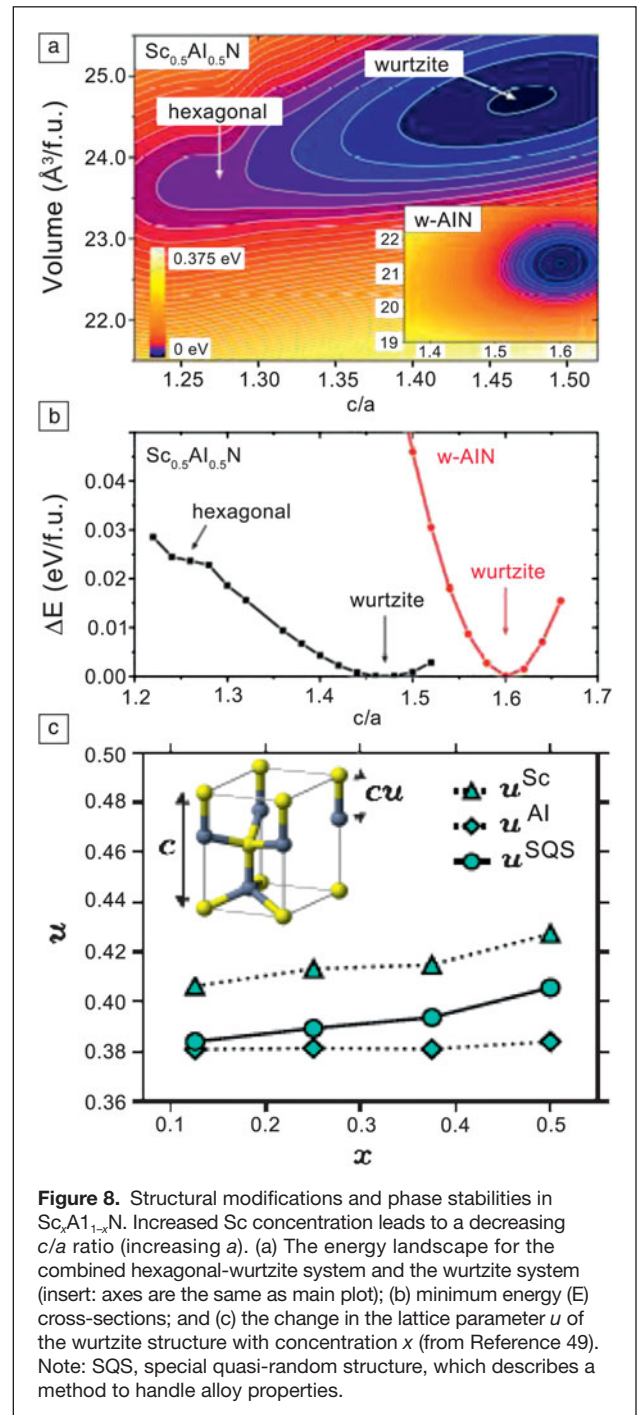 a
Sc0.5Al0.5N
wurtzite
hexagonal
Volume (Å³/f.u.)
25.0
24.0
23.0
22.0
0.375 eV
0 eV
w-AlN
22
21
20
19
1.4 1.5 1.6
1.25 1.30 1.35 1.40 1.45 1.50
c/a
b
Sc0.5Al0.5N
w-AlN
hexagonal
wurtzite
wurtzite
ΔE (eV/f.u.)
0.04
0.03
0.02
0.01
0.00
1.2 1.3 1.4 1.5 1.6 1.7
c/a
c
0.50
0.48
0.46
0.44
0.42
0.40
0.38
0.36
u
c
cu
u^Sc
u^Al
u^SQS
0.1 0.2 0.3 0.4 0.5
x
Figure 8. Structural modifications and phase stabilities in
ScxA11–xN. Increased Sc concentration leads to a decreasing
c/a ratio (increasing a). (a) The energy landscape for the
combined hexagonal-wurtzite system and the wurtzite system
(insert: axes are the same as main plot); (b) minimum energy (E)
cross-sections; and (c) the change in the lattice parameter u of
the wurtzite structure with concentration x (from Reference 49).
Note: SQS, special quasi-random structure, which describes a
method to handle alloy properties.